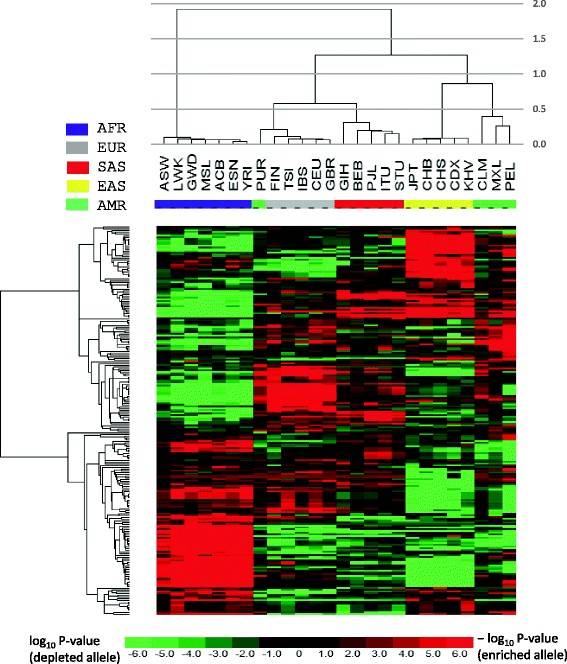 2.0
1.5
1.0
0.5
0.0
AFR
EUR
SAS
EAS
AMR
ASW LWK GWD MSL ACB ESN YRI PUR FIN TSI IBS CEU GBR GIH BEB PJL ITU STU JPT CHB CHS CDX KHV CLM MXL PEL
log10 P-value
(depleted allele)
-6.0 -5.0 -4.0 -3.0 -2.0 -1.0 0 1.0 2.0 3.0 4.0 5.0 6.0
– log10 P-value
(enriched allele)